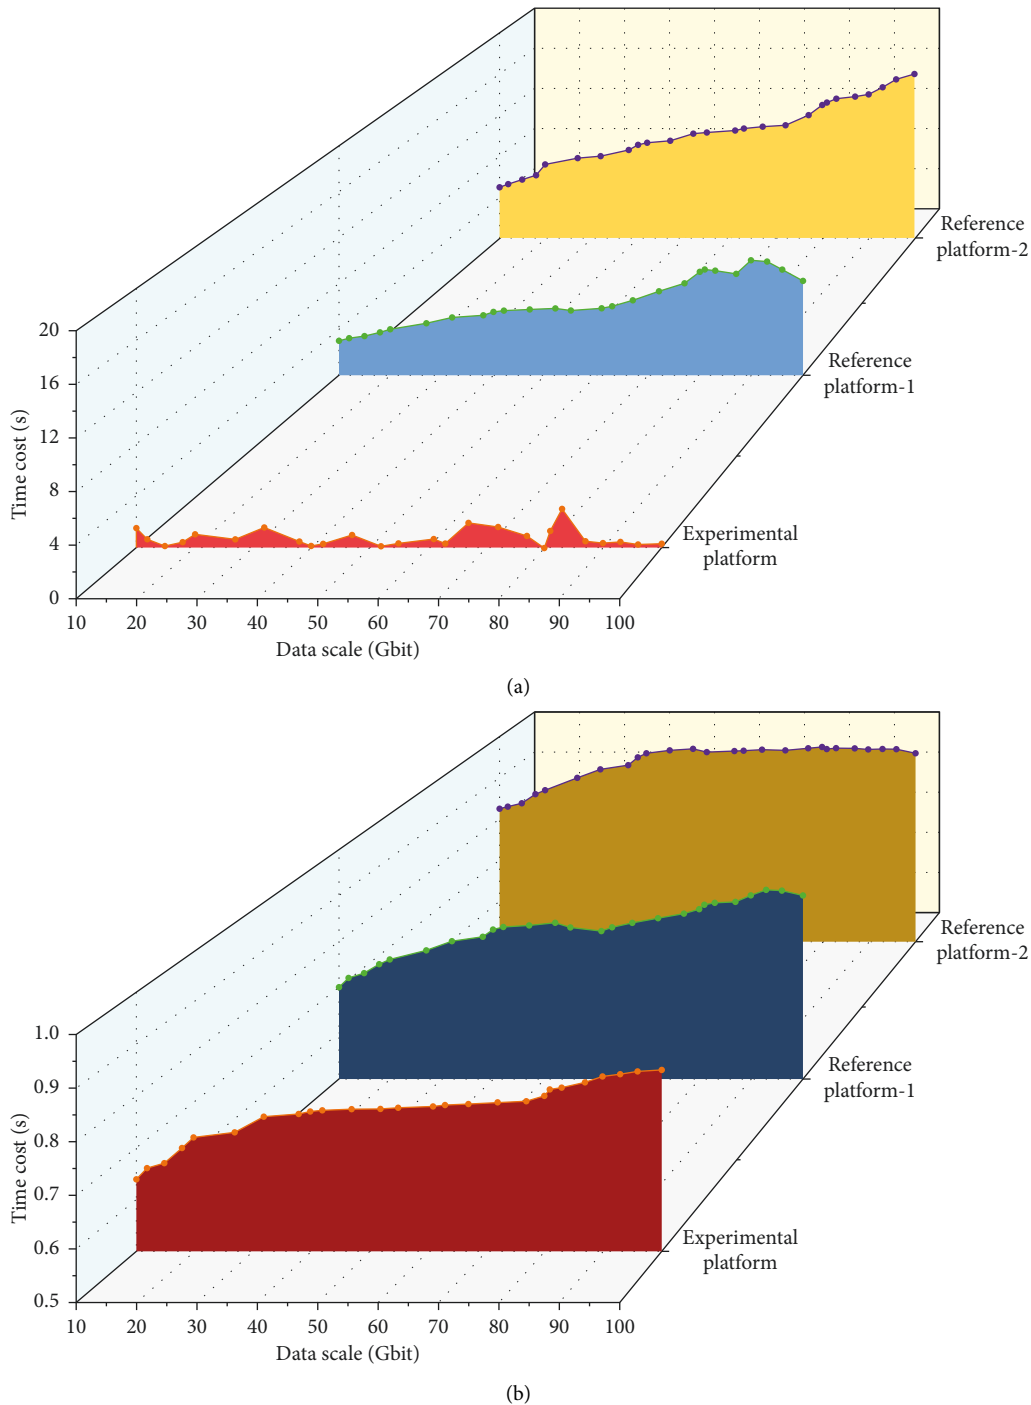 20
16
12
8
4
0
Time cost (s)
10 20 30 40 50 60 70 80 90 100
Data scale (Gbit)
Experimental
platform
Reference
platform-1
Reference
platform-2
(a)
1.0
0.9
0.8
0.7
0.6
0.5
Time cost (s)
10 20 30 40 50 60 70 80 90 100
Data scale (Gbit)
Experimental
platform
Reference
platform-1
Reference
platform-2
(b)